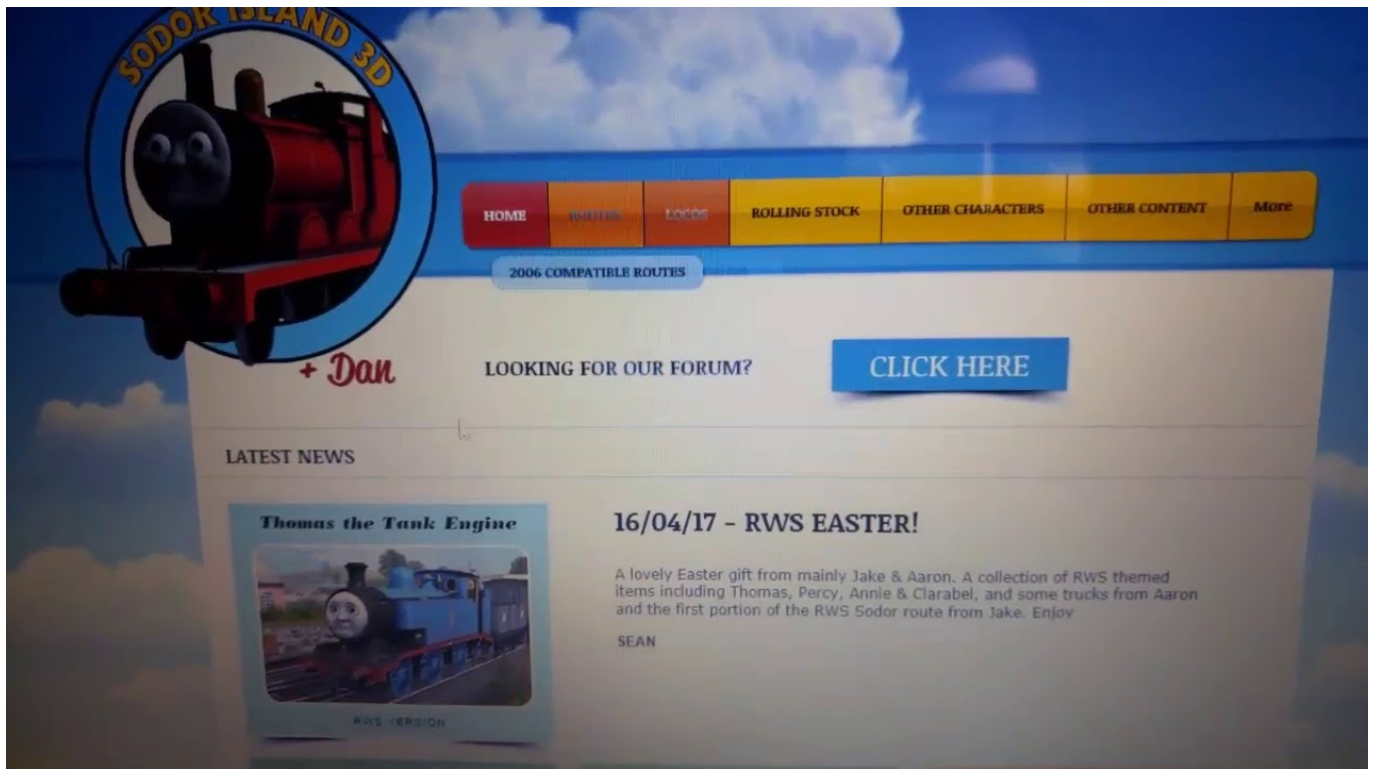 SODOR ISLAND 3D
HOME ROUTES LOCOS ROLLING STOCK OTHER CHARACTERS OTHER CONTENT More
2006 COMPATIBLE ROUTES
+ Dan LOOKING FOR OUR FORUM? CLICK HERE
LATEST NEWS
Thomas the Tank Engine
RWS VERSION
16/04/17 - RWS EASTER!
A lovely Easter gift from mainly Jake & Aaron. A collection of RWS themed
items including Thomas, Percy, Annie & Clarabel, and some trucks from Aaron
and the first portion of the RWS Sodor route from Jake. Enjoy
SEAN